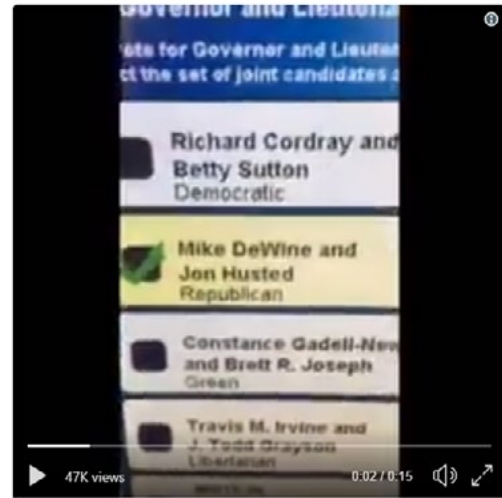 Governor and Lieutena
ote for Governor and Lieuten
ct the set of joint candidates a
Richard Cordray and
Betty Sutton
Democratic
Mike DeWine and
Jon Husted
Republican
Constance Gadell-New
and Brett R. Joseph
Green
Travis M. Irvine and
J. Todd Grayson
Libertarian
47K views
0:02 / 0:15